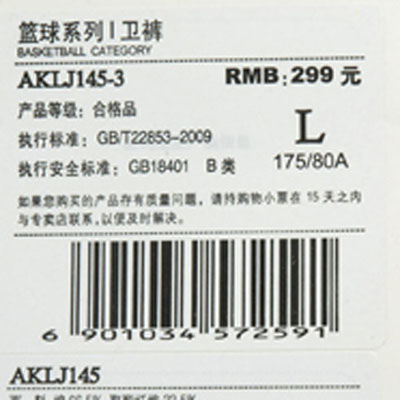 篮球系列 | 卫裤
BASKETBALL CATEGORY
AKLJ145-3 RMB: 299 元
产品等级: 合格品
执行标准: GB/T22853-2009
L
执行安全标准: GB18401 B 类
175/80A
如果您购买的产品存有质量问题, 请持购物小票在 15 天之内
与专卖店联系, 以便及时解决。
6 901034 572591
AKLJ145